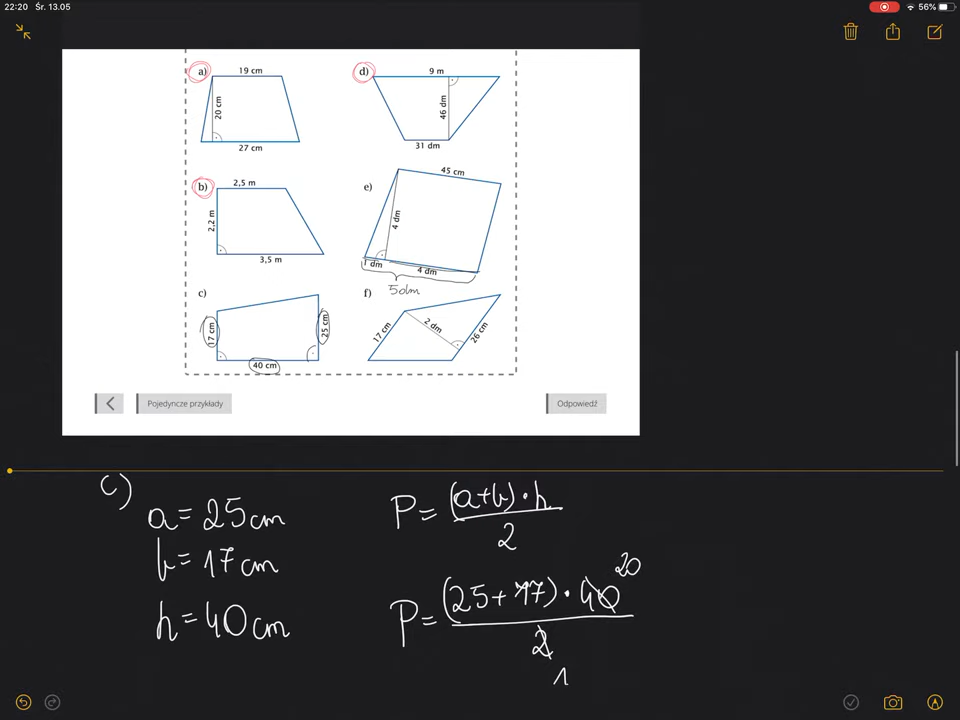 22:20 Śr. 13.05
56%
a)
19 cm
20 cm
27 cm
d)
9 m
46 dm
31 dm
b)
2,5 m
2,2 m
3,5 m
e)
45 cm
4 dm
1 dm
4 dm
5dm
c)
17 cm
25 cm
40 cm
f)
17 cm
2 dm
26 cm
Pojedyncze przykłady
Odpowiedź
c)
a = 25 cm
b = 17 cm
h = 40 cm
P = (a+b)·h
2
P = (25+17)·40 20
2
1